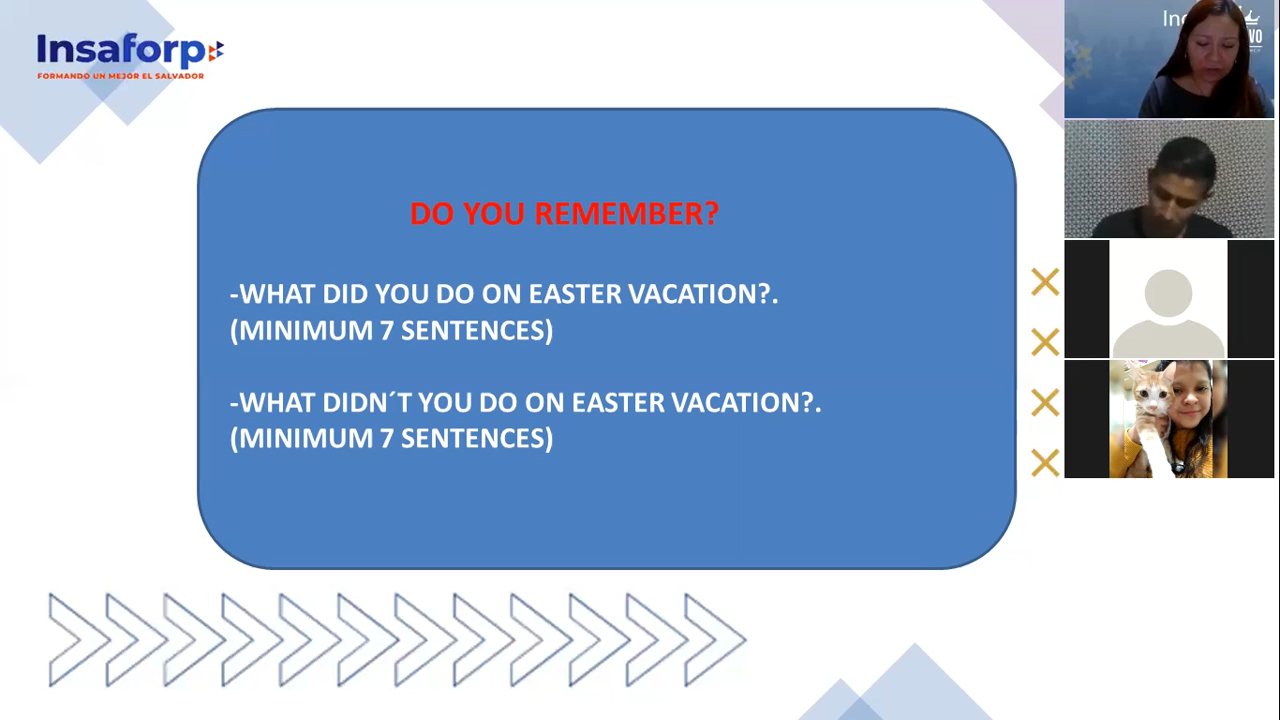 Insaforp
FORMANDO UN MEJOR EL SALVADOR
DO YOU REMEMBER?
-WHAT DID YOU DO ON EASTER VACATION?.
(MINIMUM 7 SENTENCES)
-WHAT DIDN´T YOU DO ON EASTER VACATION?.
(MINIMUM 7 SENTENCES)